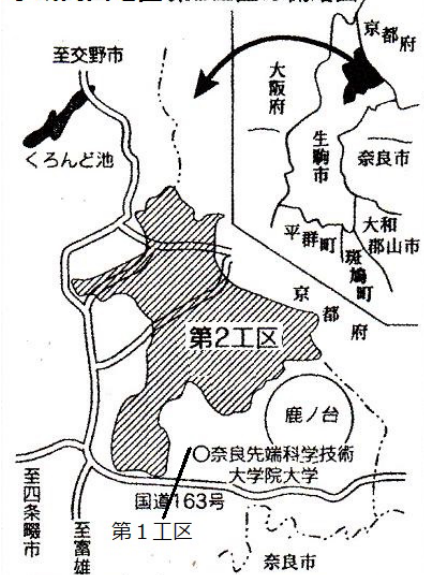 至交野市
くろんど池
京都府
大阪府
生駒市
奈良市
平群町
斑鳩町
大和
郡山市
京都府
第2工区
鹿ノ台
奈良先端科学技術
大学院大学
国道163号
第１工区
至四条畷市
至富雄
奈良市